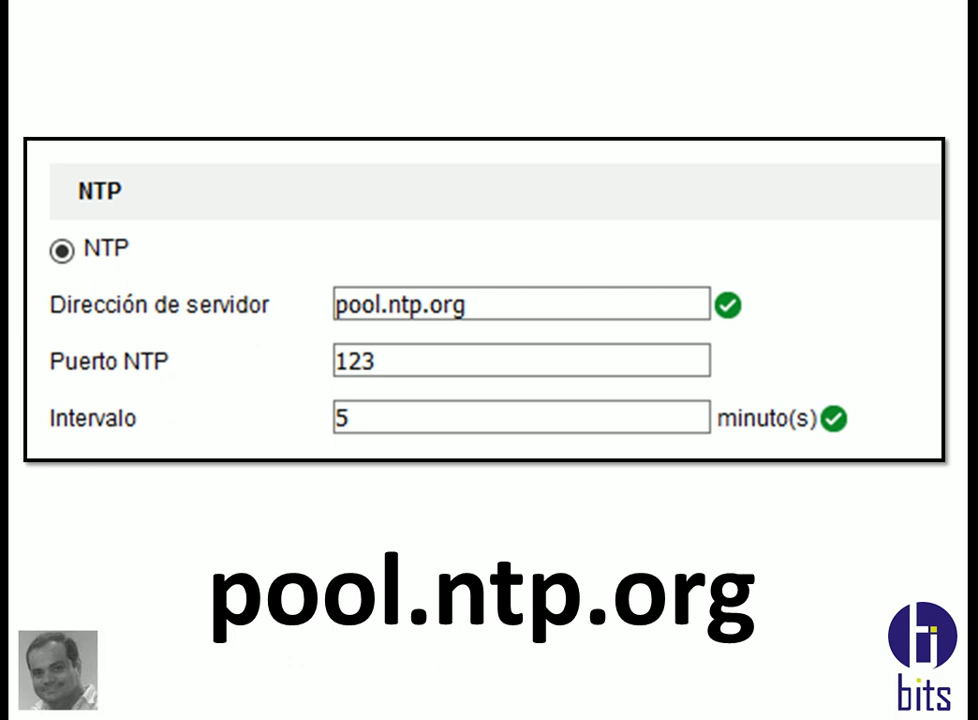 NTP
NTP
Dirección de servidor pool.ntp.org
Puerto NTP 123
Intervalo 5 minuto(s)
pool.ntp.org
bits